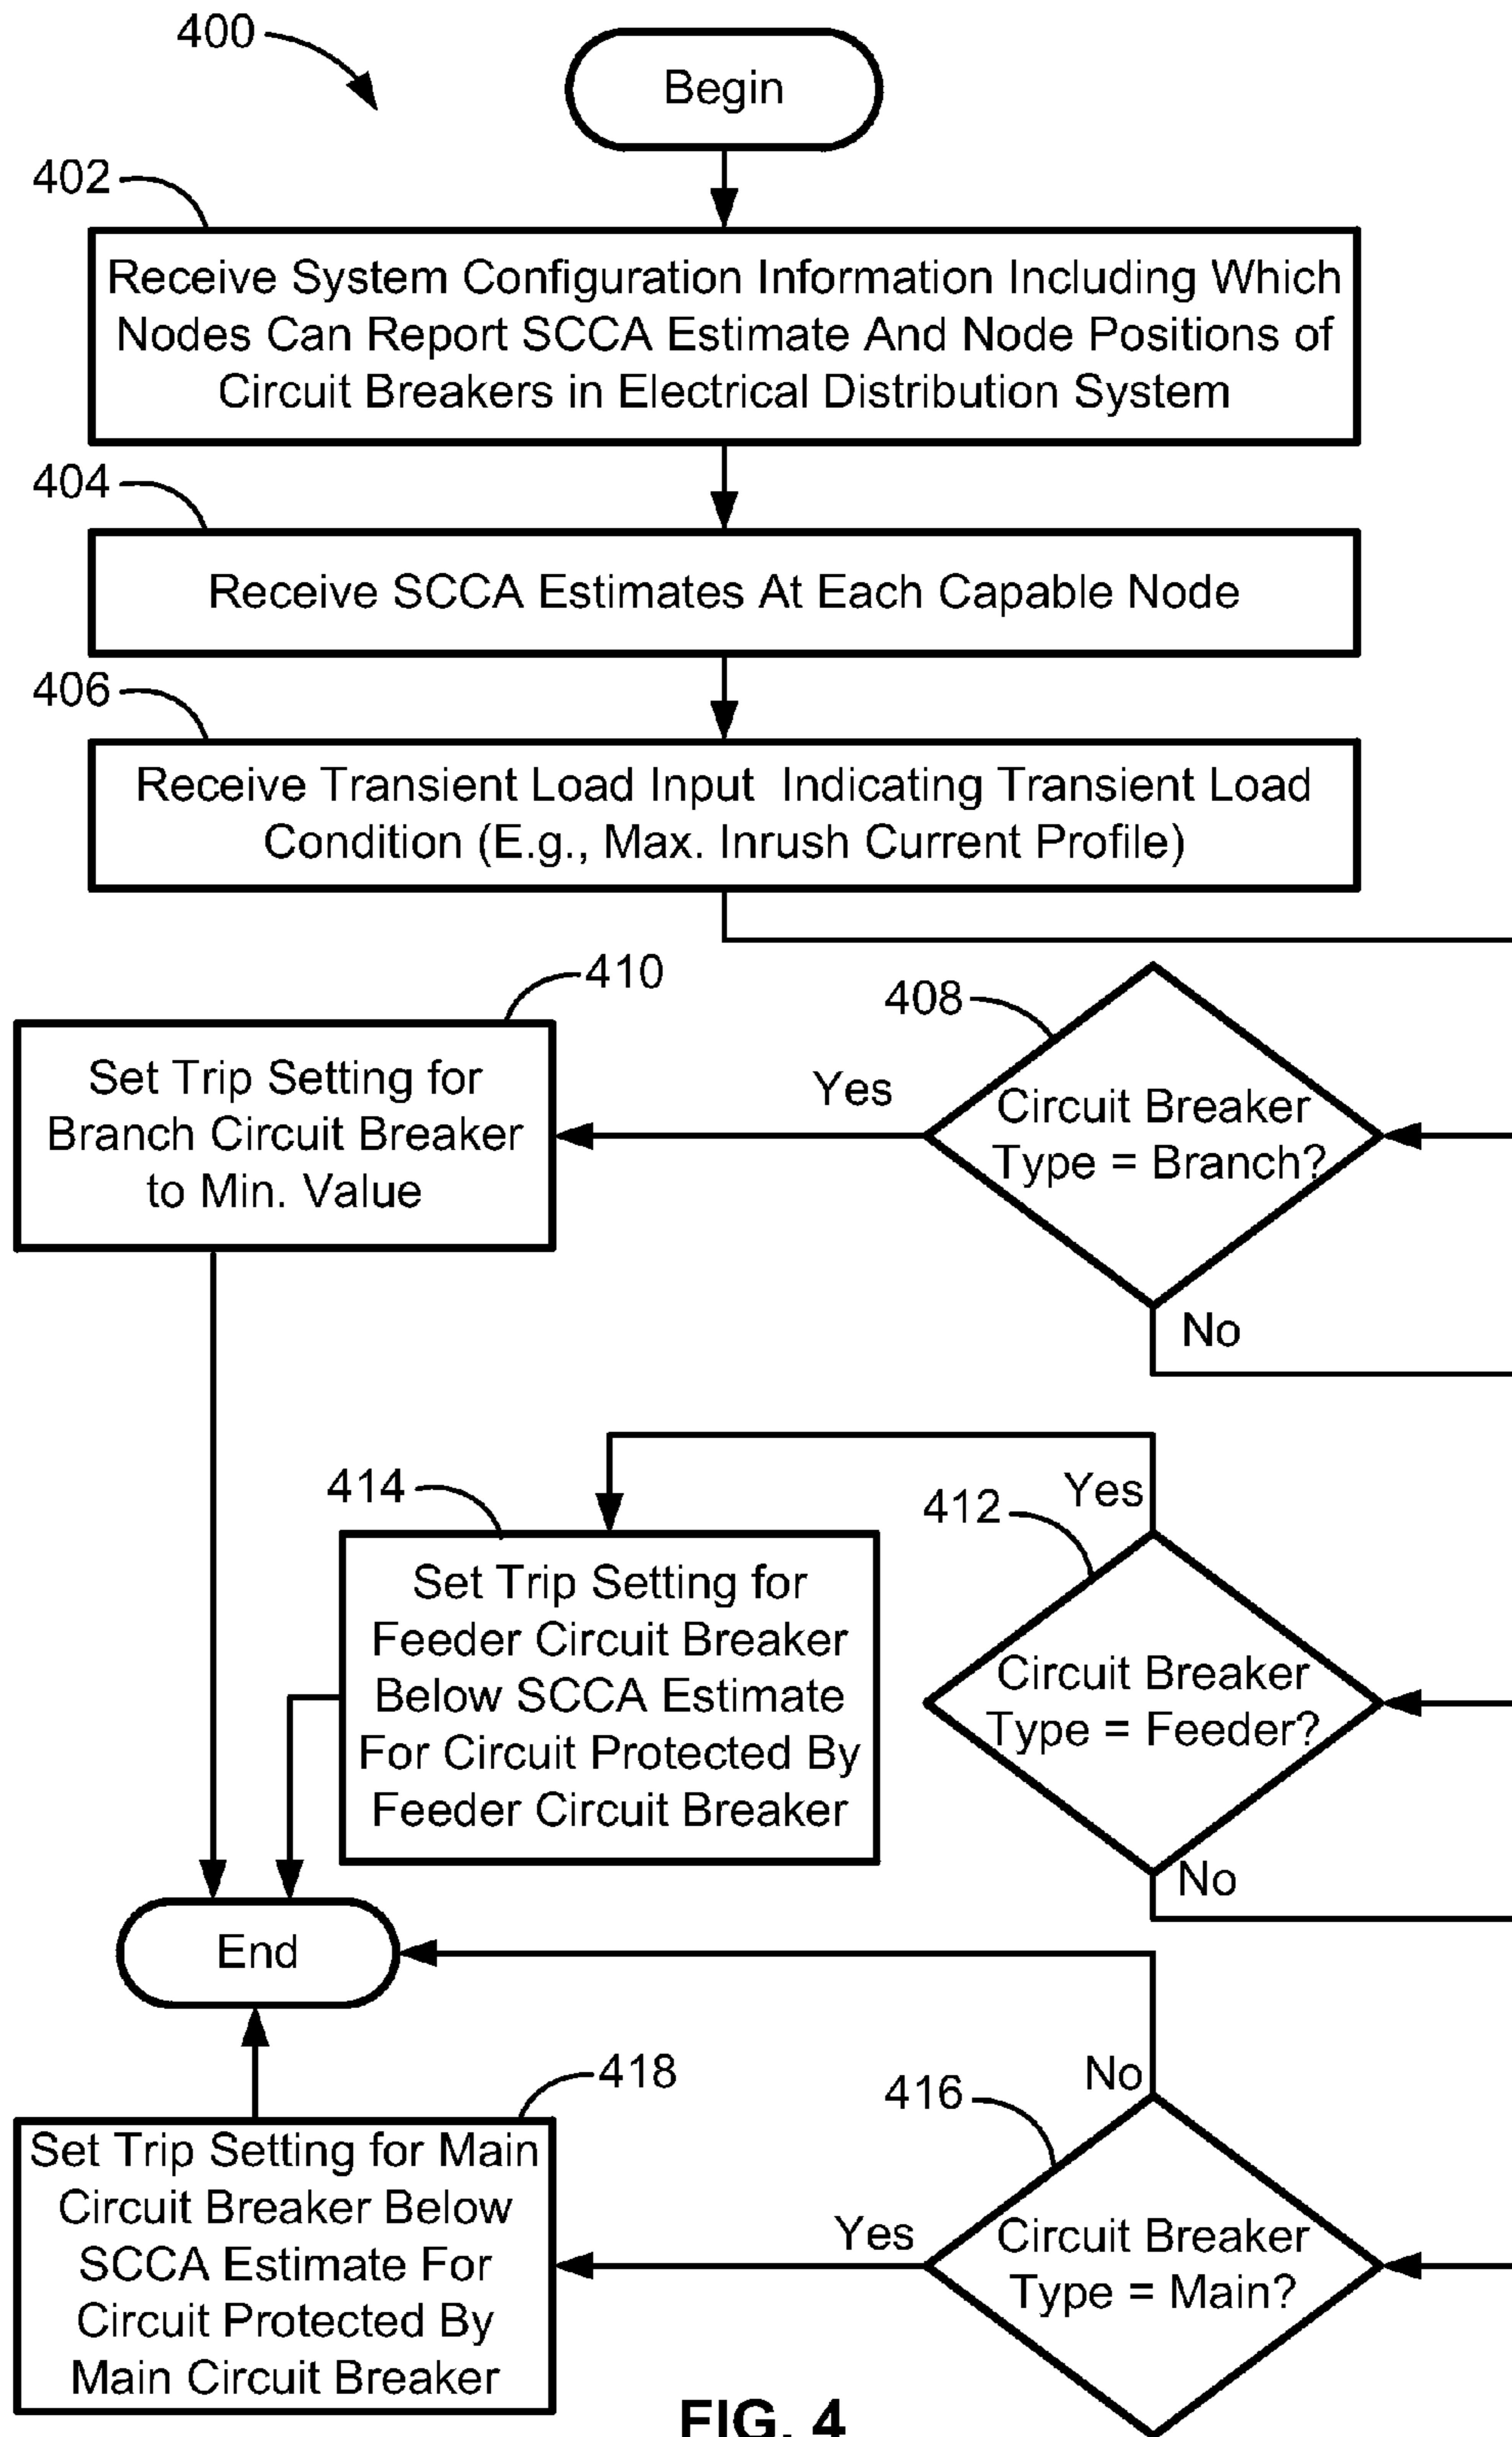 400
Begin
402
Receive System Configuration Information Including Which
Nodes Can Report SCCA Estimate And Node Positions of
Circuit Breakers in Electrical Distribution System
404
Receive SCCA Estimates At Each Capable Node
406
Receive Transient Load Input Indicating Transient Load
Condition (E.g., Max. Inrush Current Profile)
410
408
Set Trip Setting for
Branch Circuit Breaker
to Min. Value
Yes
Circuit Breaker
Type = Branch?
No
414
412
Yes
Set Trip Setting for
Feeder Circuit Breaker
Below SCCA Estimate
For Circuit Protected By
Feeder Circuit Breaker
Circuit Breaker
Type = Feeder?
No
End
418
416
No
Set Trip Setting for Main
Circuit Breaker Below
SCCA Estimate For
Circuit Protected By
Main Circuit Breaker
Yes
Circuit Breaker
Type = Main?
FIG. 4